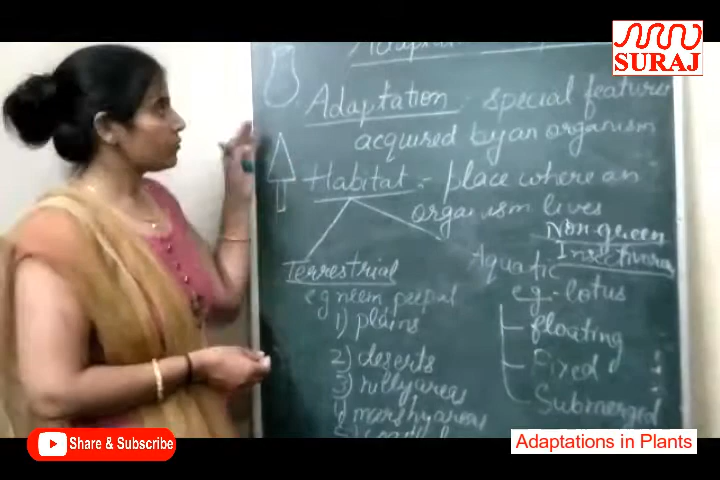 SURAJ
Adaptation - special features
acquired by an organism
Habitat - place where an
organism lives
Non-green
Terrestrial
Aquatic
eg neem peepal
eg - lotus
1) plains
floating
2) deserts
Fixed
3) hilly areas
Submerged
4) marshy areas
Share & Subscribe
Adaptations in Plants